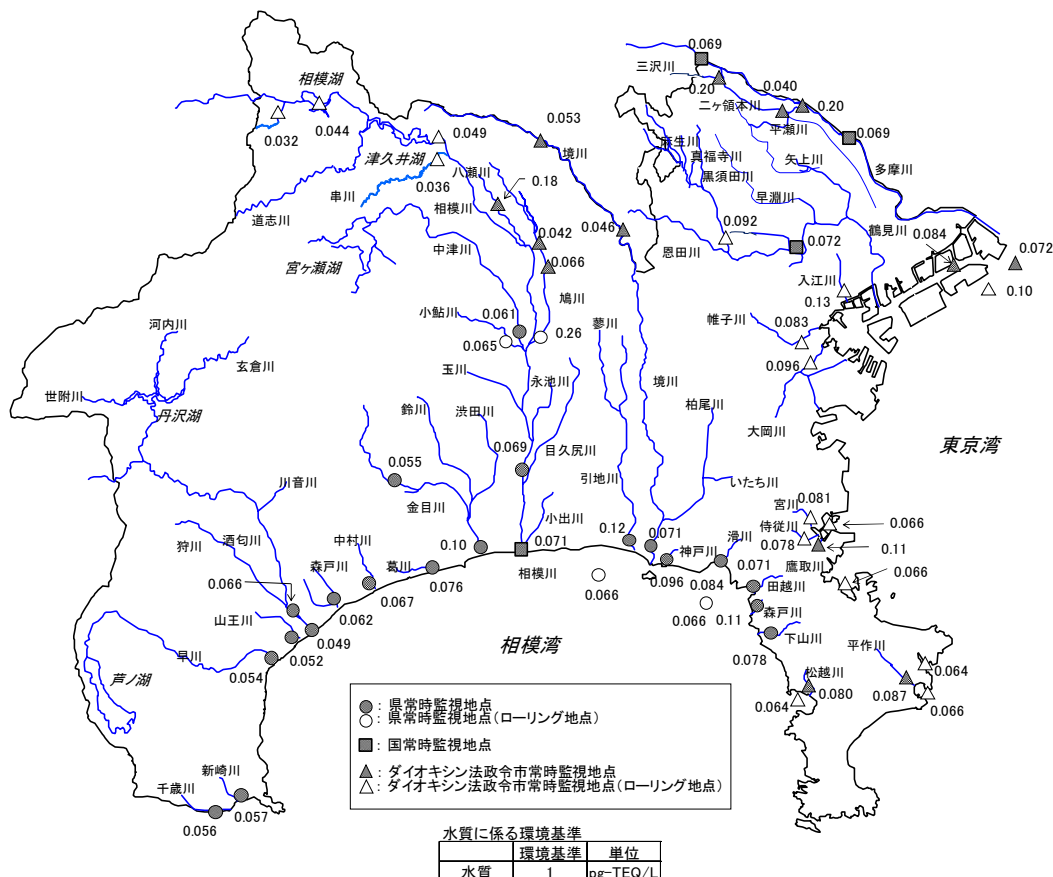 0.069
三沢川
0.20
0.040
二ヶ領本川
0.20
平瀬川
0.069
多摩川
相模湖
0.032
0.044
0.049
津久井湖
0.036
0.053
境川
八瀬川
0.18
串川
相模川
道志川
0.042
0.046
0.066
中津川
宮ヶ瀬湖
鳩川
麻生川
真福寺川
黒須田川
矢上川
早淵川
0.092
恩田川
0.072
鶴見川
0.084
0.072
0.10
入江川
0.13
帷子川
0.083
0.096
大岡川
東京湾
小鮎川
0.061
0.065
0.26
蓼川
境川
河内川
玄倉川
世附川
丹沢湖
玉川
永池川
柏尾川
鈴川
渋田川
0.069
目久尻川
0.055
金目川
引地川
いたち川
川音川
小出川
宮川
0.081
0.066
侍従川
0.078
0.11
鷹取川
0.066
狩川
酒匂川
0.066
森戸川
中村川
葛川
0.10
0.071
相模川
0.12
0.071
神戸川
滑川
0.096
0.084
0.071
田越川
0.076
0.067
0.062
0.066
0.066
0.11
森戸川
下山川
0.078
山王川
0.049
0.052
早川
0.054
芦ノ湖
相模湾
平作川
松越川
0.064
0.080
0.087
0.064
0.066
新崎川
千歳川
0.057
0.056
: 県常時監視地点
: 県常時監視地点(ローリング地点)
: 国常時監視地点
: ダイオキシン法政令市常時監視地点
: ダイオキシン法政令市常時監視地点(ローリング地点)
水質に係る環境基準
環境基準 単位
水質 1 pg-TEQ/L